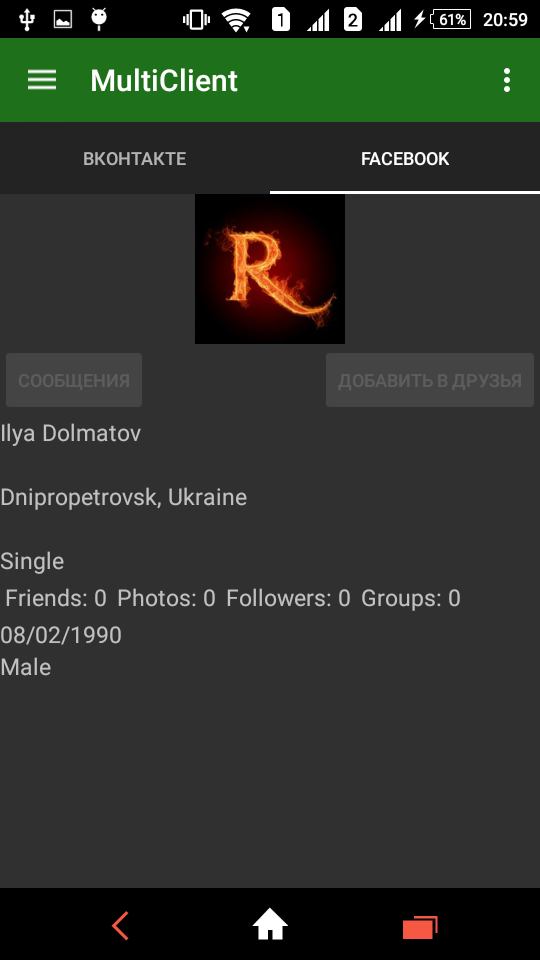 1 2 61% 20:59
MultiClient
ВКОНТАКТЕ FACEBOOK
R
СООБЩЕНИЯ ДОБАВИТЬ В ДРУЗЬЯ
Ilya Dolmatov
Dnipropetrovsk, Ukraine
Single
Friends: 0 Photos: 0 Followers: 0 Groups: 0
08/02/1990
Male